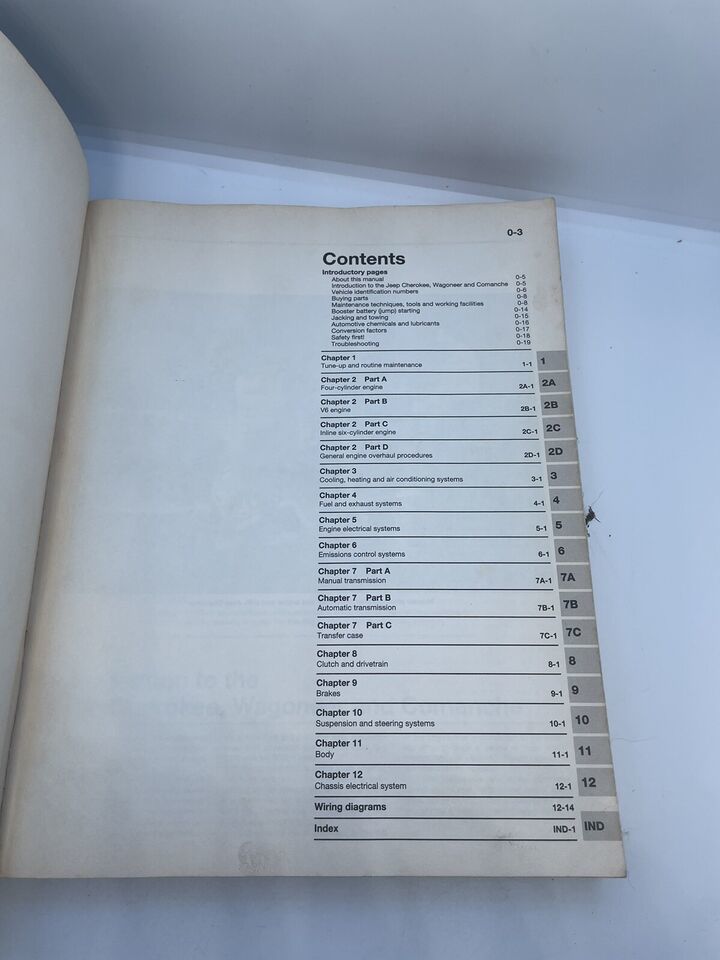 0-3
Contents
Introductory pages
About this manual 0-5
Introduction to the Jeep Cherokee, Wagoneer and Comanche 0-5
Vehicle identification numbers 0-6
Buying parts 0-8
Maintenance techniques, tools and working facilities 0-8
Booster battery (jump) starting 0-14
Jacking and towing 0-15
Automotive chemicals and lubricants 0-16
Conversion factors 0-17
Safety first! 0-18
Troubleshooting 0-19
Chapter 1
Tune-up and routine maintenance 1-1 1
Chapter 2 Part A
Four-cylinder engine 2A-1 2A
Chapter 2 Part B
V6 engine 2B-1 2B
Chapter 2 Part C
Inline six-cylinder engine 2C-1 2C
Chapter 2 Part D
General engine overhaul procedures 2D-1 2D
Chapter 3
Cooling, heating and air conditioning systems 3-1 3
Chapter 4
Fuel and exhaust systems 4-1 4
Chapter 5
Engine electrical systems 5-1 5
Chapter 6
Emissions control systems 6-1 6
Chapter 7 Part A
Manual transmission 7A-1 7A
Chapter 7 Part B
Automatic transmission 7B-1 7B
Chapter 7 Part C
Transfer case 7C-1 7C
Chapter 8
Clutch and drivetrain 8-1 8
Chapter 9
Brakes 9-1 9
Chapter 10
Suspension and steering systems 10-1 10
Chapter 11
Body 11-1 11
Chapter 12
Chassis electrical system 12-1 12
Wiring diagrams 12-14
Index IND-1 IND